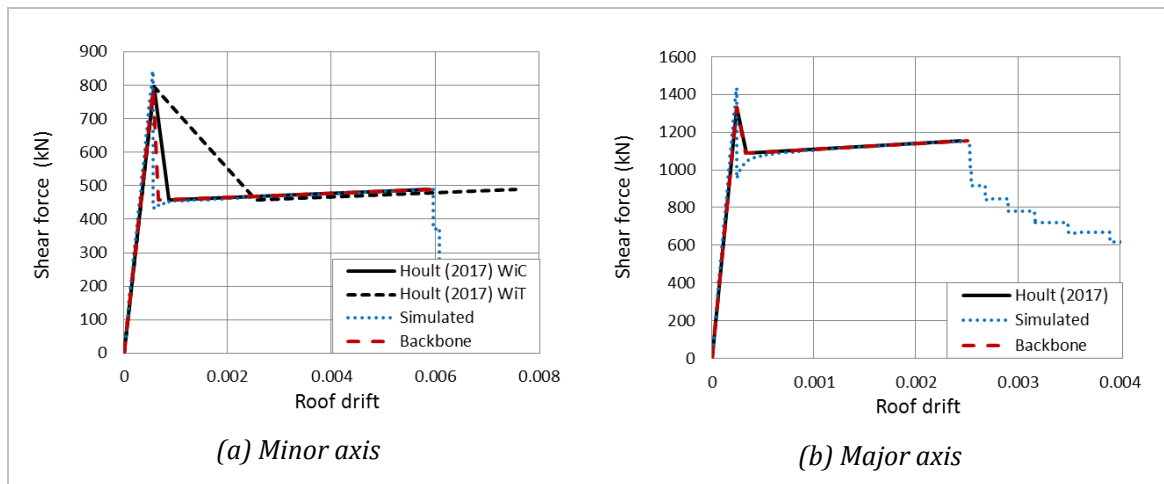 900
800
700
600
500
400
300
200
100
0
Shear force (kN)
0
0.002
0.004
0.006
0.008
Roof drift
Hoult (2017) WiC
Hoult (2017) WiT
Simulated
Backbone
(a) Minor axis
1600
1400
1200
1000
800
600
400
200
0
Shear force (kN)
0
0.001
0.002
0.003
0.004
Roof drift
Hoult (2017)
Simulated
Backbone
(b) Major axis